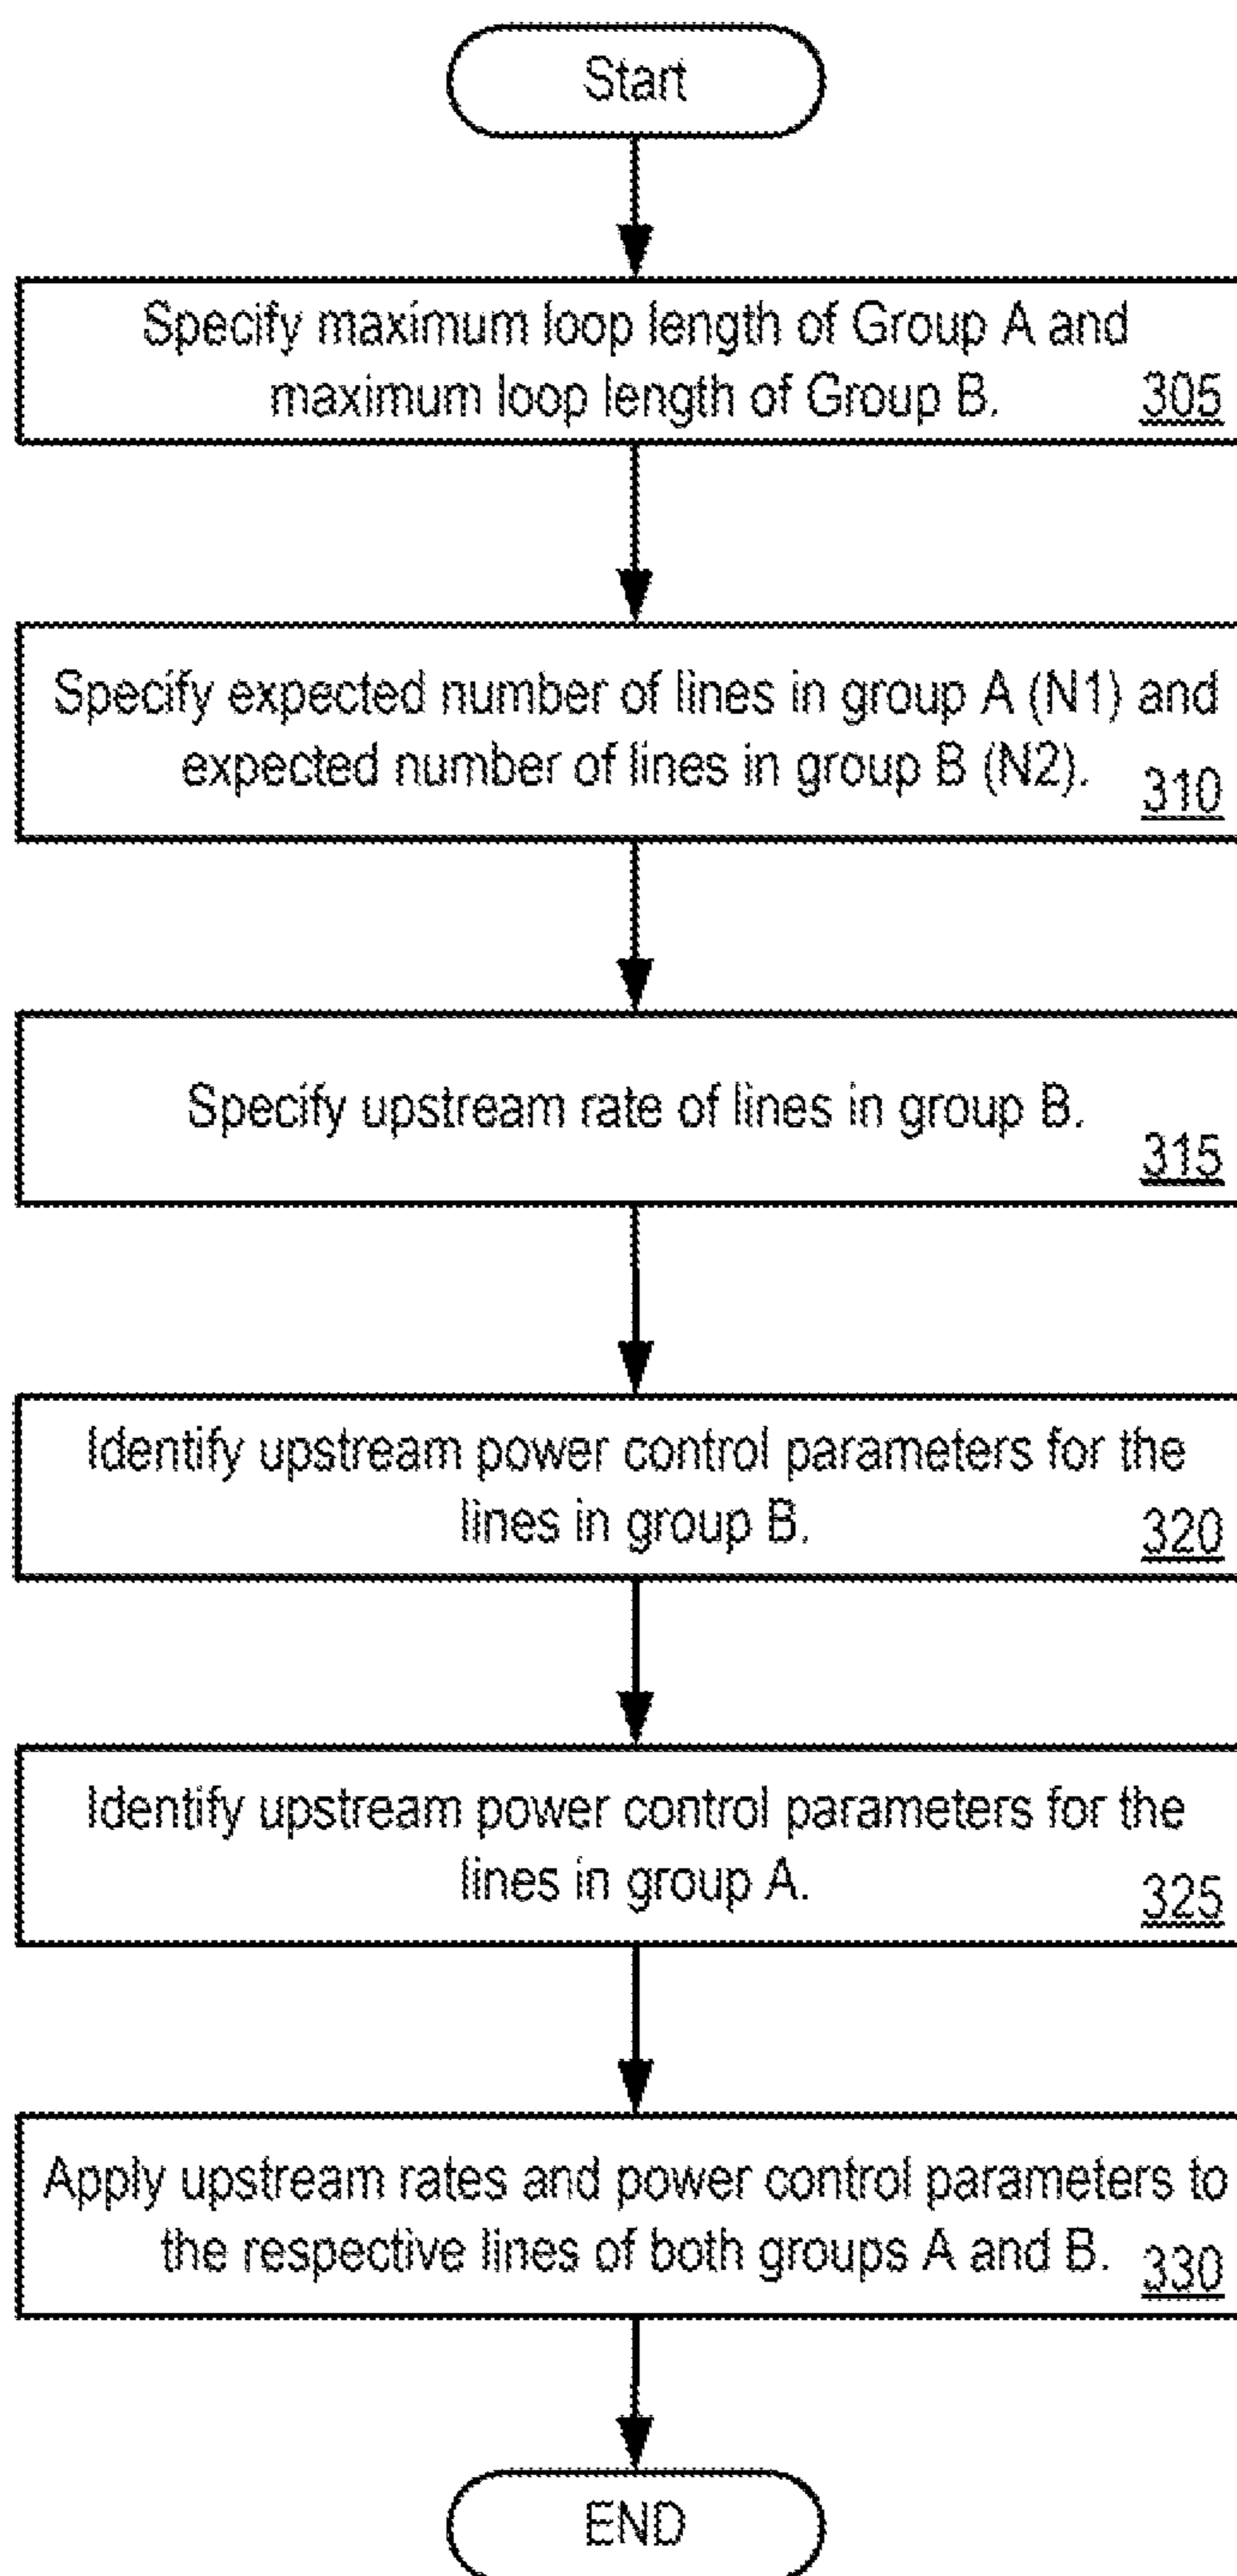 Start
Specify maximum loop length of Group A and
maximum loop length of Group B.
305
Specify expected number of lines in group A (N1) and
expected number of lines in group B (N2).
310
Specify upstream rate of lines in group B.
315
Identify upstream power control parameters for the
lines in group B.
320
Identify upstream power control parameters for the
lines in group A.
325
Apply upstream rates and power control parameters to
the respective lines of both groups A and B.
330
END